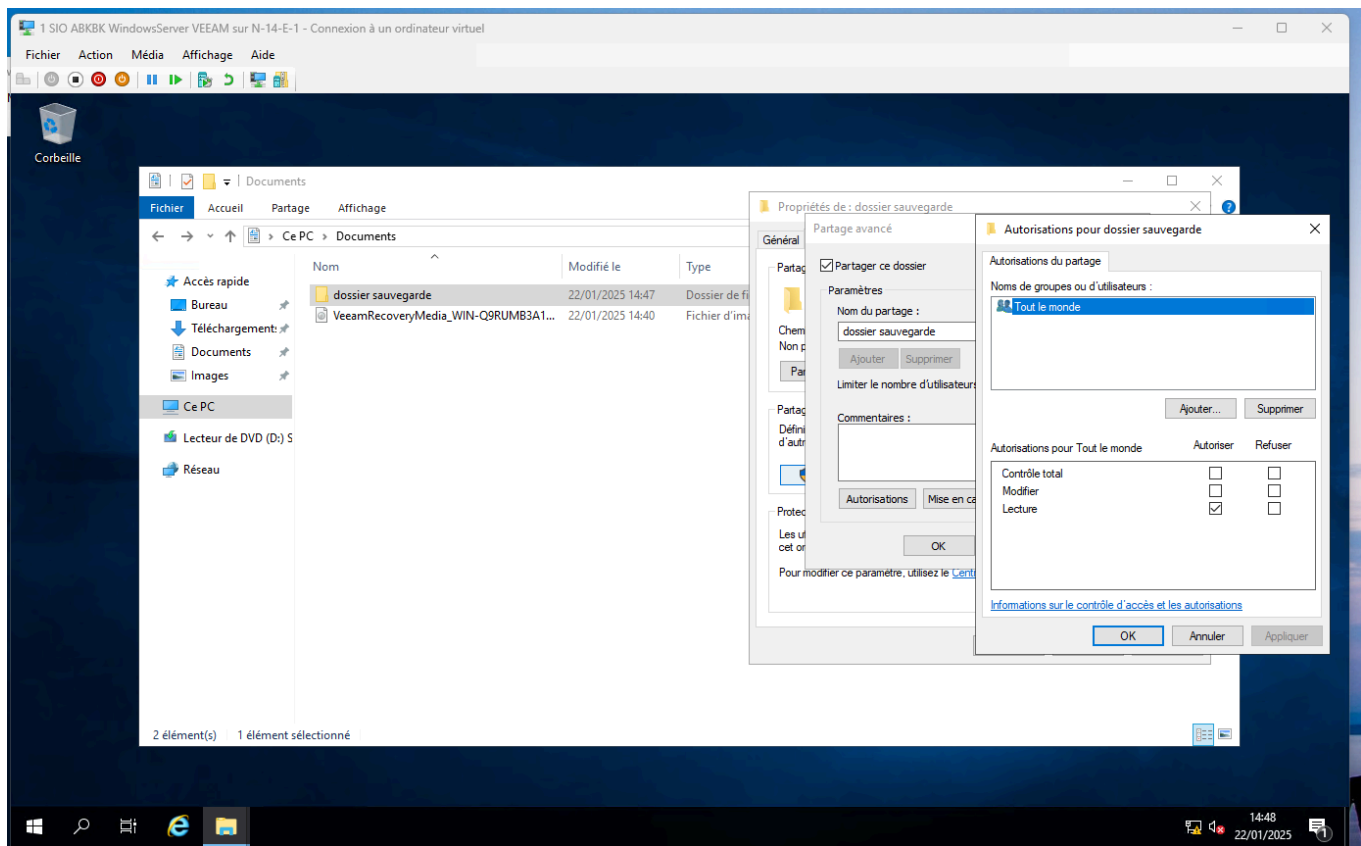 1 SIO ABKBK WindowsServer VEEAM sur N-14-E-1 - Connexion à un ordinateur virtuel
Fichier Action Média Affichage Aide
Corbeille
Documents
Fichier Accueil Partage Affichage
Ce PC > Documents
Nom Modifié le Type
Accès rapide
Bureau
Téléchargement:
Documents
Images
Ce PC
Lecteur de DVD (D:) S
Réseau
dossier sauvegarde 22/01/2025 14:47 Dossier de fi
VeeamRecoveryMedia_WIN-Q9RUMB3A1... 22/01/2025 14:40 Fichier d'ima
2 élément(s) 1 élément sélectionné
Propriétés de : dossier sauvegarde
Général
Partag
Chem
Non p
Par
Partag
Défini
d'autr
Protec
Les ut
cet or
Pour modifier ce paramètre, utilisez le Centr
Partage avancé
Partager ce dossier
Paramètres
Nom du partage :
dossier sauvegarde
Ajouter Supprimer
Limiter le nombre d'utilisateurs
Commentaires :
Autorisations Mise en ca
OK
Autorisations pour dossier sauvegarde
Autorisations du partage
Noms de groupes ou d'utilisateurs :
Tout le monde
Ajouter... Supprimer
Autorisations pour Tout le monde Autoriser Refuser
Contrôle total
Modifier
Lecture
Informations sur le contrôle d'accès et les autorisations
OK Annuler Appliquer
14:48
22/01/2025
1